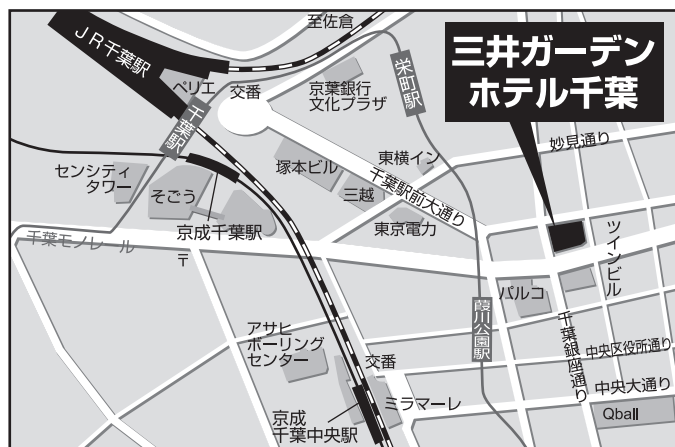 至佐倉
JR千葉駅
ペリエ
交番
京葉銀行
文化プラザ
栄町駅
三井ガーデン
ホテル千葉
千葉駅
妙見通り
センシティ
タワー
そごう
塚本ビル
三越
東横イン
千葉駅前大通り
東京電力
ツインビル
京成千葉駅
千葉モノレール
〒
パルコ
葭川公園駅
千葉銀座通り
アサヒ
ボーリング
センター
交番
中央区役所通り
京成
千葉中央駅
ミラマーレ
中央大通り
Qball